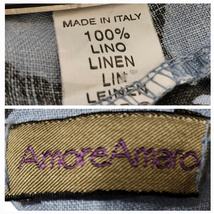 MADE IN ITALY
100%
LINO
LINEN
LIN
LEINEN
AmoreAmaro